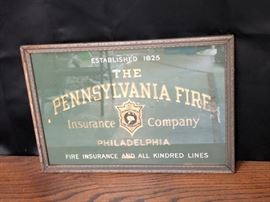 ESTABLISHED 1825
THE
PENNSYLVANIA FIRE
Insurance Company
PHILADELPHIA
FIRE INSURANCE AND ALL KINDRED LINES